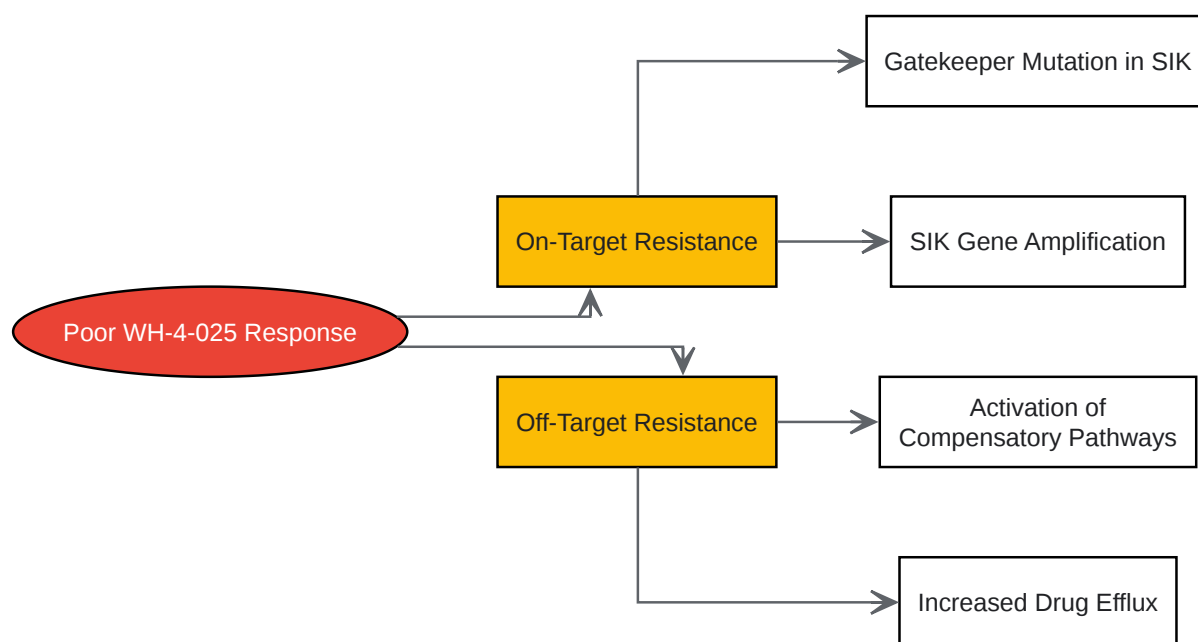 Gatekeeper Mutation in SIK
On-Target Resistance
SIK Gene Amplification
Poor WH-4-025 Response
Off-Target Resistance
Activation of
Compensatory Pathways
Increased Drug Efflux